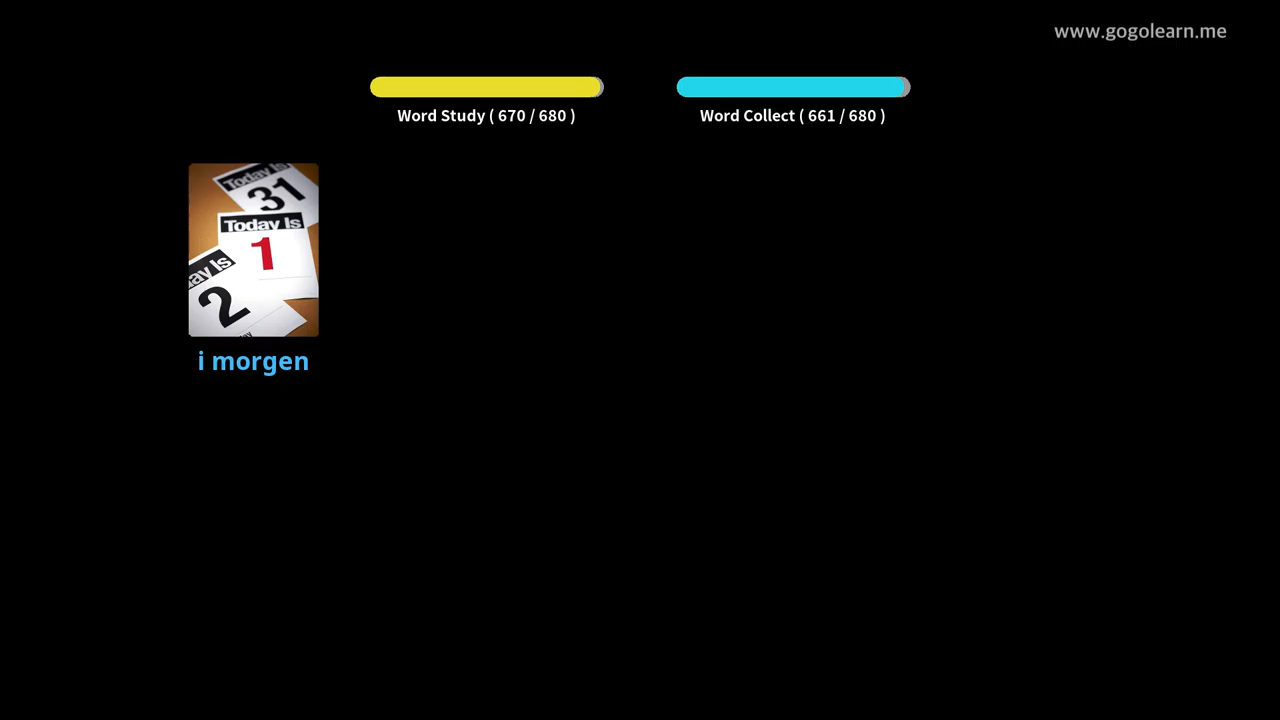 www.gogolearn.me
Word Study ( 670 / 680 )
Word Collect ( 661 / 680 )
Today Is
31
Today Is
1
ay Is
2
i morgen